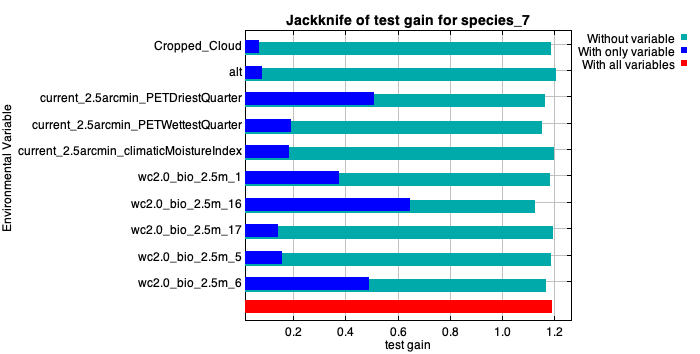 Jackknife of test gain for species_7
Without variable
With only variable
With all variables
Environmental Variable
Cropped_Cloud
alt
current_2.5arcmin_PETDriestQuarter
current_2.5arcmin_PETWettestQuarter
current_2.5arcmin_climaticMoistureIndex
wc2.0_bio_2.5m_1
wc2.0_bio_2.5m_16
wc2.0_bio_2.5m_17
wc2.0_bio_2.5m_5
wc2.0_bio_2.5m_6
0.2 0.4 0.6 0.8 1.0 1.2
test gain